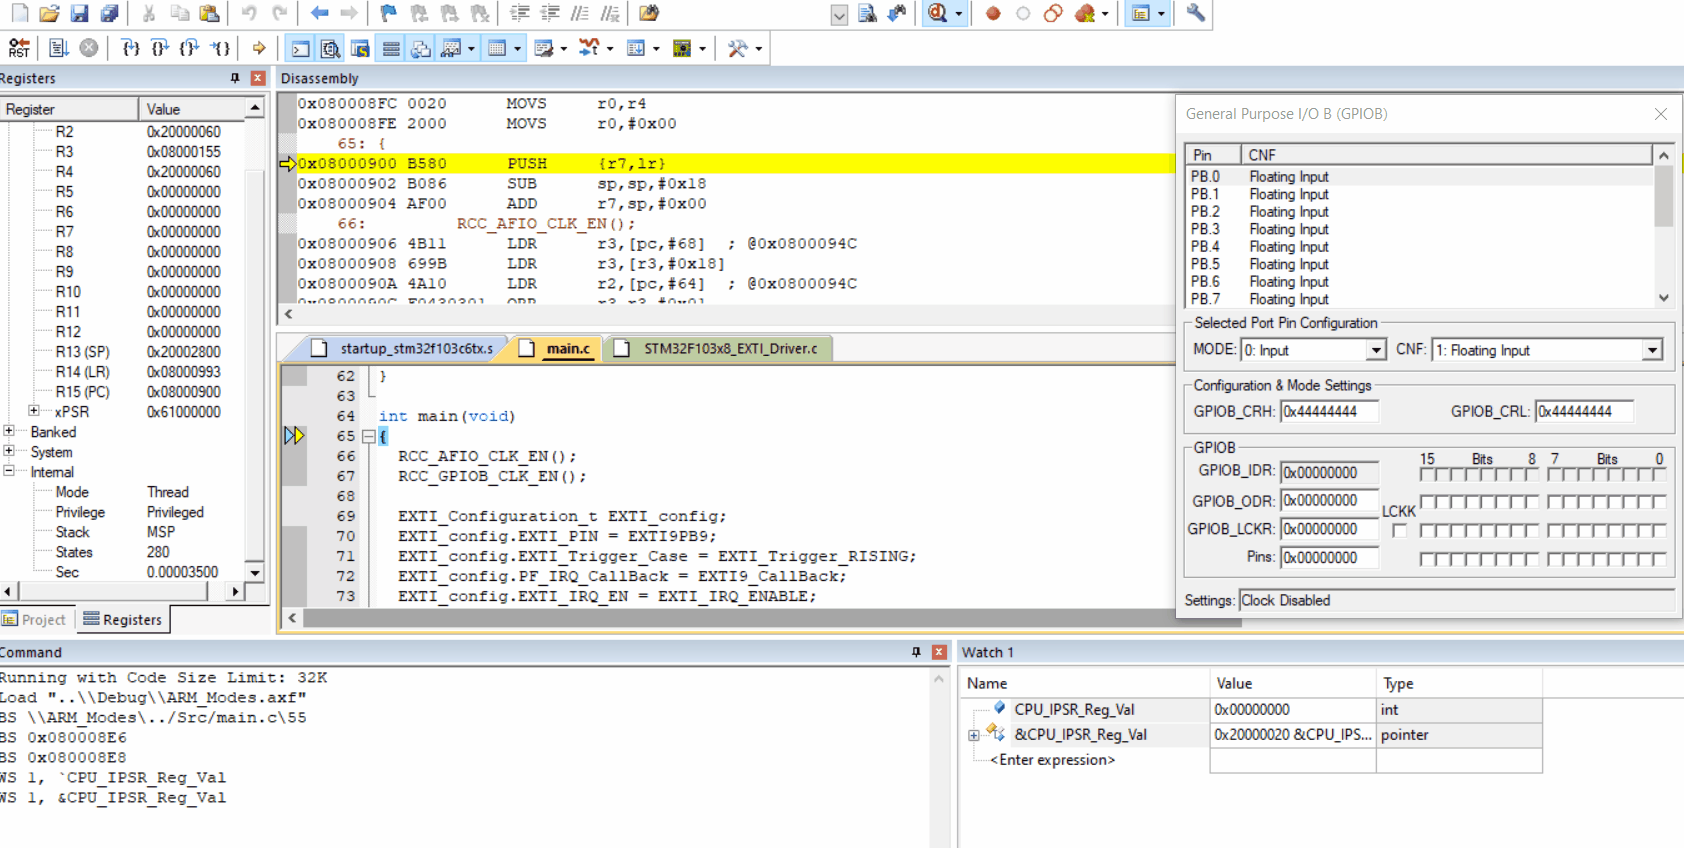 RST
Registers
Register Value
R2 0x20000060
R3 0x08000155
R4 0x20000060
R5 0x00000000
R6 0x00000000
R7 0x00000000
R8 0x00000000
R9 0x00000000
R10 0x00000000
R11 0x00000000
R12 0x00000000
R13 (SP) 0x20002800
R14 (LR) 0x08000993
R15 (PC) 0x08000900
xPSR 0x61000000
Banked
System
Internal
Mode Thread
Privilege Privileged
Stack MSP
States 280
Sec 0.00003500
Project Registers
Disassembly
0x080008FC 0020 MOVS r0,r4
0x080008FE 2000 MOVS r0,#0x00
65: {
0x08000900 B580 PUSH {r7,lr}
0x08000902 B086 SUB sp,sp,#0x18
0x08000904 AF00 ADD r7,sp,#0x00
66: RCC_AFIO_CLK_EN();
0x08000906 4B11 LDR r3,[pc,#68] ; @0x0800094C
0x08000908 699B LDR r3,[r3,#0x18]
0x0800090A 4A10 LDR r2,[pc,#64] ; @0x0800094C
0x0800090C F0430301 ORR r3,r3,#0x01
startup_stm32f103c6tx.s main.c STM32F103x8_EXTI_Driver.c
62 }
63
64 int main(void)
65 {
66 RCC_AFIO_CLK_EN();
67 RCC_GPIOB_CLK_EN();
68
69 EXTI_Configuration_t EXTI_config;
70 EXTI_config.EXTI_PIN = EXTI9PB9;
71 EXTI_config.EXTI_Trigger_Case = EXTI_Trigger_RISING;
72 EXTI_config.PF_IRQ_CallBack = EXTI9_CallBack;
73 EXTI_config.EXTI_IRQ_EN = EXTI_IRQ_ENABLE;
General Purpose I/O B (GPIOB)
Pin CNF
PB.0 Floating Input
PB.1 Floating Input
PB.2 Floating Input
PB.3 Floating Input
PB.4 Floating Input
PB.5 Floating Input
PB.6 Floating Input
PB.7 Floating Input
Selected Port Pin Configuration
MODE: 0: Input CNF: 1: Floating Input
Configuration & Mode Settings
GPIOB_CRH: 0x44444444 GPIOB_CRL: 0x44444444
GPIOB
15 Bits 8 7 Bits 0
GPIOB_IDR: 0x00000000
GPIOB_ODR: 0x00000000
LCKK
GPIOB_LCKR: 0x00000000
Pins: 0x00000000
Settings: Clock Disabled
Command
Running with Code Size Limit: 32K
Load "..\\Debug\\ARM_Modes.axf"
BS \\ARM_Modes\../Src/main.c\55
BS 0x080008E6
BS 0x080008E8
WS 1, `CPU_IPSR_Reg_Val
WS 1, &CPU_IPSR_Reg_Val
Watch 1
Name Value Type
CPU_IPSR_Reg_Val 0x00000000 int
&CPU_IPSR_Reg_Val 0x20000020 &CPU_IPS... pointer
<Enter expression>